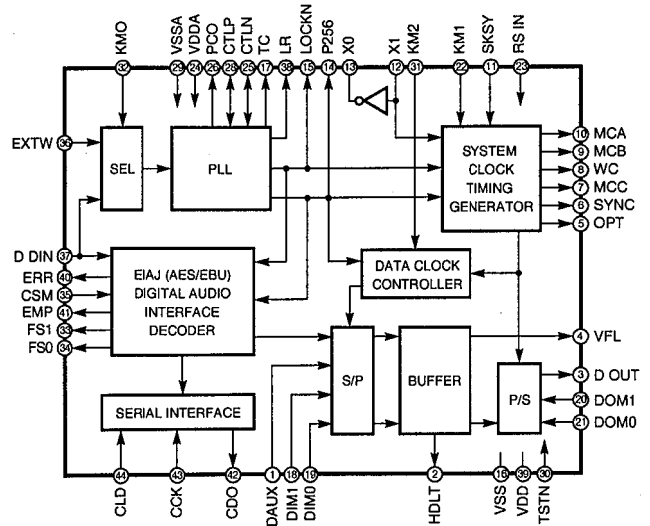 KMO
VSSA
VDDA
PCO
CTLP
CTLN
TC
LR
LOCKN
P256
X0
X1
KM2
KM1
SKSY
RS IN
32
29
24
26
28
25
17
38
15
14
13
12
31
22
11
23
EXTW 36
SEL
PLL
SYSTEM
CLOCK
TIMING
GENERATOR
10 MCA
9 MCB
8 WC
7 MCC
6 SYNC
5 OPT
D DIN 37
ERR 40
CSM 35
EMP 41
FS1 33
FS0 34
EIAJ (AES/EBU)
DIGITAL AUDIO
INTERFACE
DECODER
DATA CLOCK
CONTROLLER
S/P
BUFFER
P/S
4 VFL
3 D OUT
20 DOM1
21 DOM0
SERIAL INTERFACE
44
43
42
1
18
19
2
16
39
30
CLD
CCK
CDO
DAUX
DIM1
DIM0
HDLT
VSS
VDD
TSTN